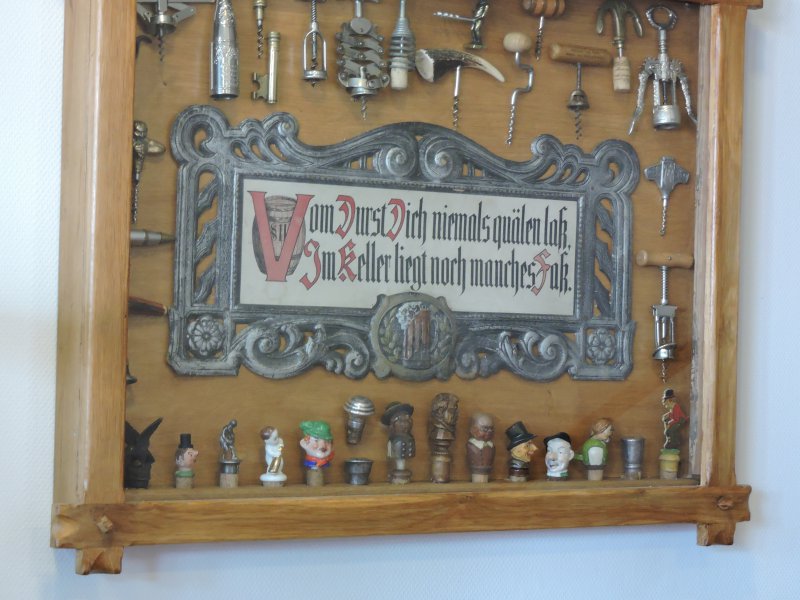 Vom Durst Dich niemals quälen laß,
Im Keller liegt noch manches Faß.